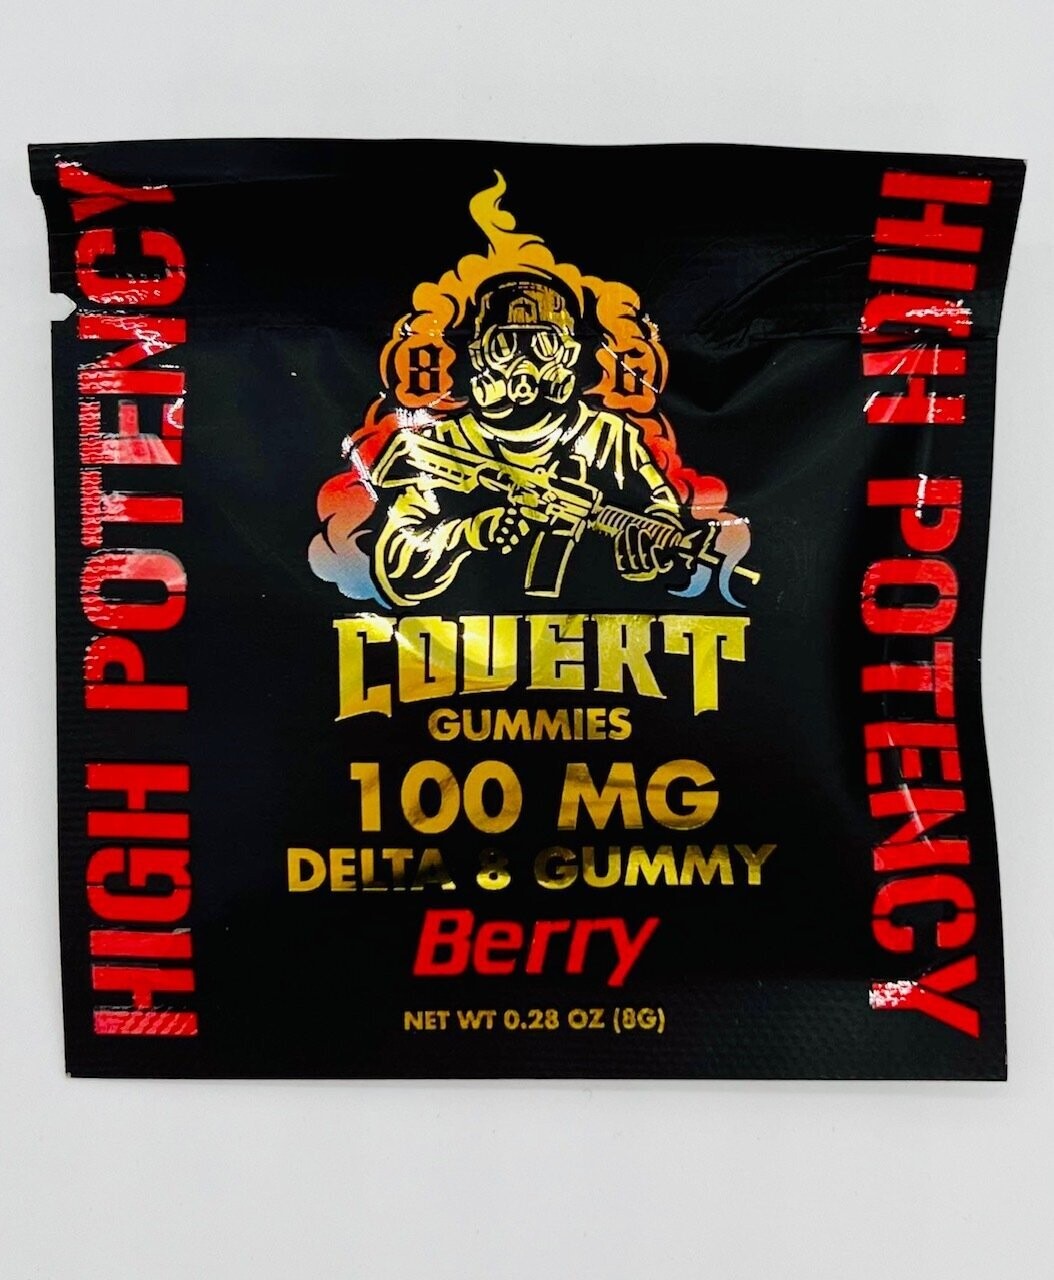 HIGH POTENCY
8 6
COVERT
GUMMIES
100 MG
DELTA 8 GUMMY
Berry
NET WT 0.28 OZ (8G)
HIGH POTENCY